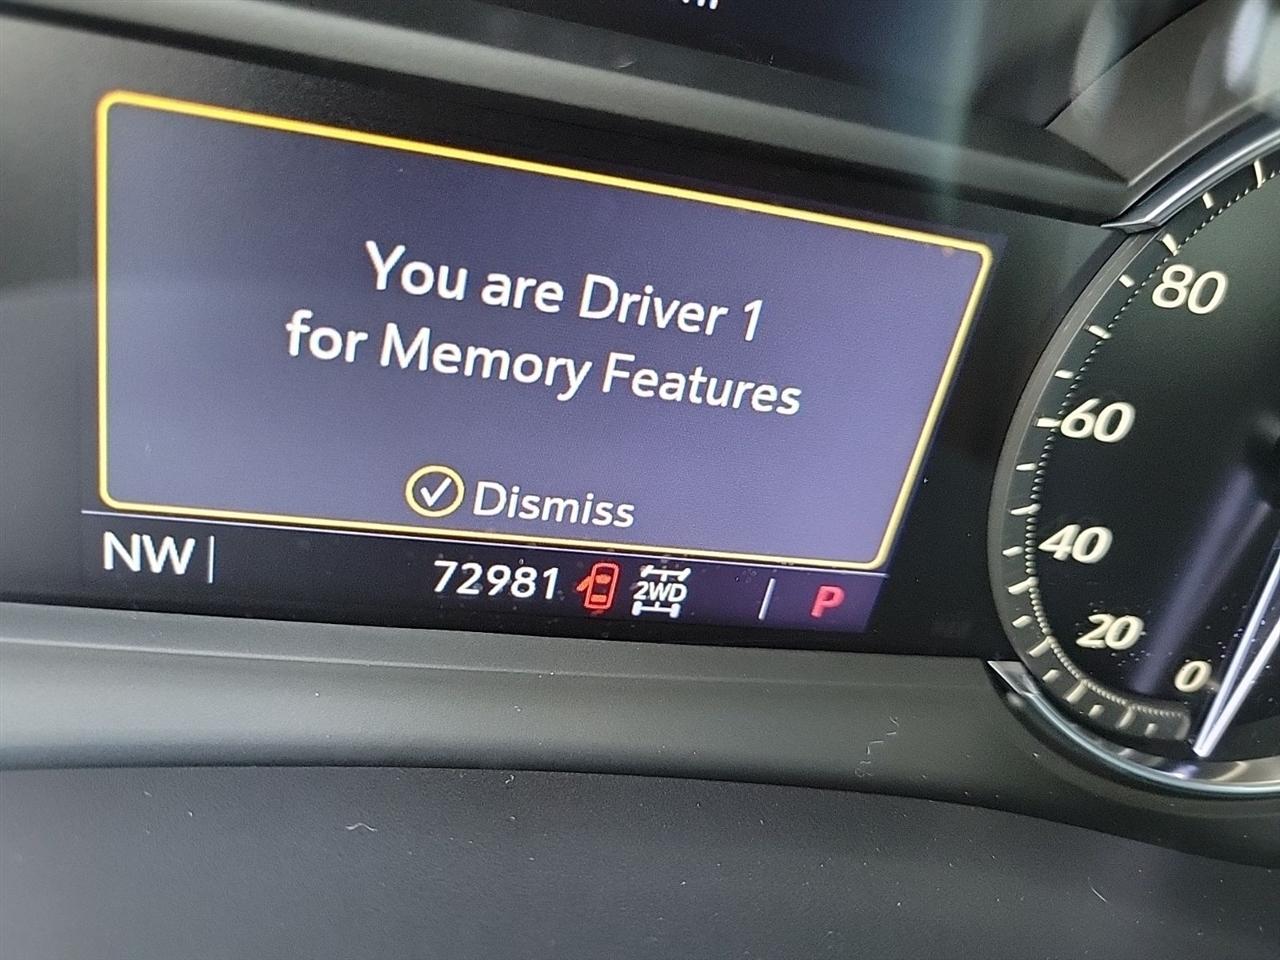 You are Driver 1
for Memory Features
Dismiss
NW
72981
2WD
P
80
60
40
20
0